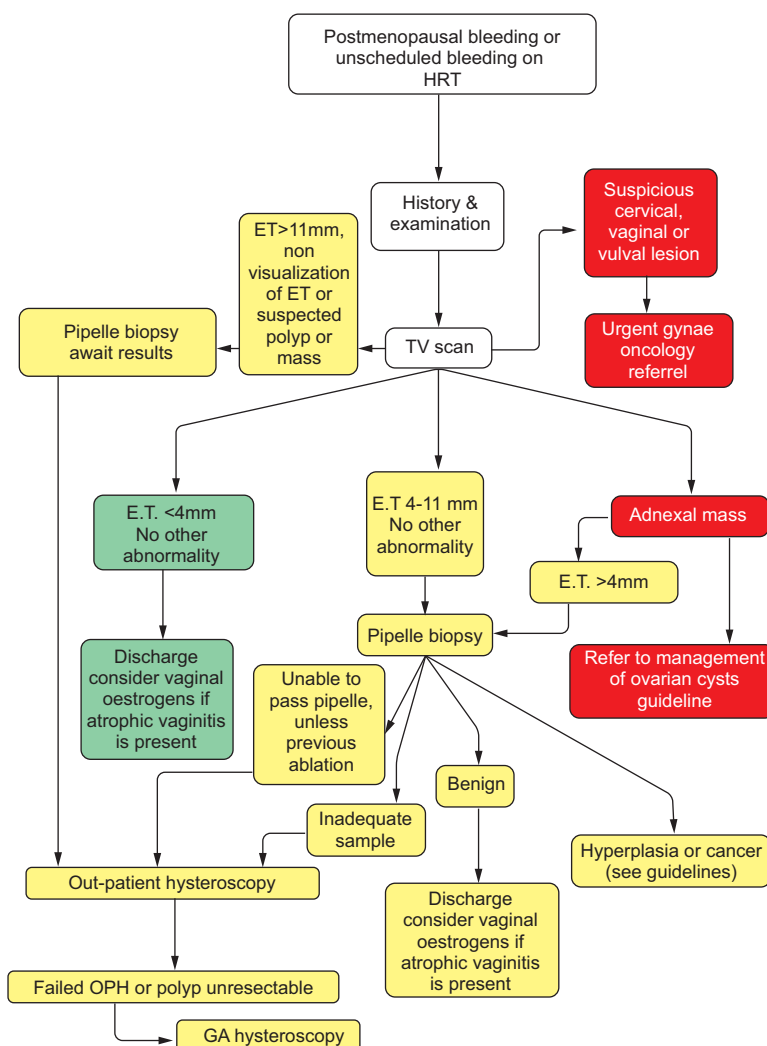 Postmenopausal bleeding or
unscheduled bleeding on
HRT
History &
examination
Suspicious
cervical,
vaginal or
vulval lesion
ET>11mm,
non
visualization
of ET or
suspected
polyp or
mass
Pipelle biopsy
await results
TV scan
Urgent gynae
oncology
referrel
E.T. <4mm
No other
abnormality
E.T 4-11 mm
No other
abnormality
Adnexal mass
E.T. >4mm
Pipelle biopsy
Discharge
consider vaginal
oestrogens if
atrophic vaginitis
is present
Refer to management
of ovarian cysts
guideline
Unable to
pass pipelle,
unless
previous
ablation
Benign
Inadequate
sample
Hyperplasia or cancer
(see guidelines)
Out-patient hysteroscopy
Discharge
consider vaginal
oestrogens if
atrophic vaginitis
is present
Failed OPH or polyp unresectable
GA hysteroscopy